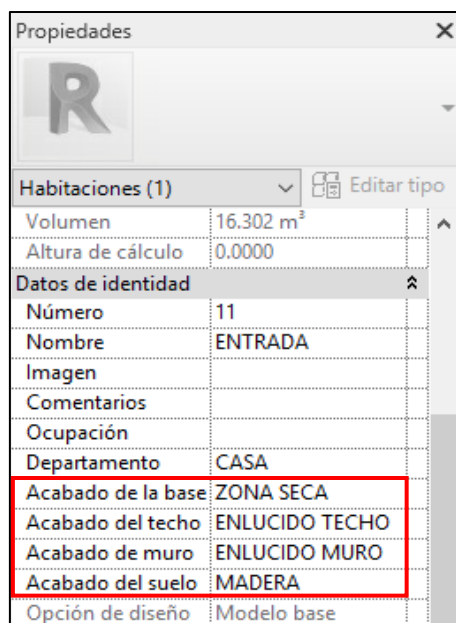 Propiedades
R
Habitaciones (1) Editar tipo
Volumen 16.302 m³
Altura de cálculo 0.0000
Datos de identidad
Número 11
Nombre ENTRADA
Imagen
Comentarios
Ocupación
Departamento CASA
Acabado de la base ZONA SECA
Acabado del techo ENLUCIDO TECHO
Acabado de muro ENLUCIDO MURO
Acabado del suelo MADERA
Opción de diseño Modelo base